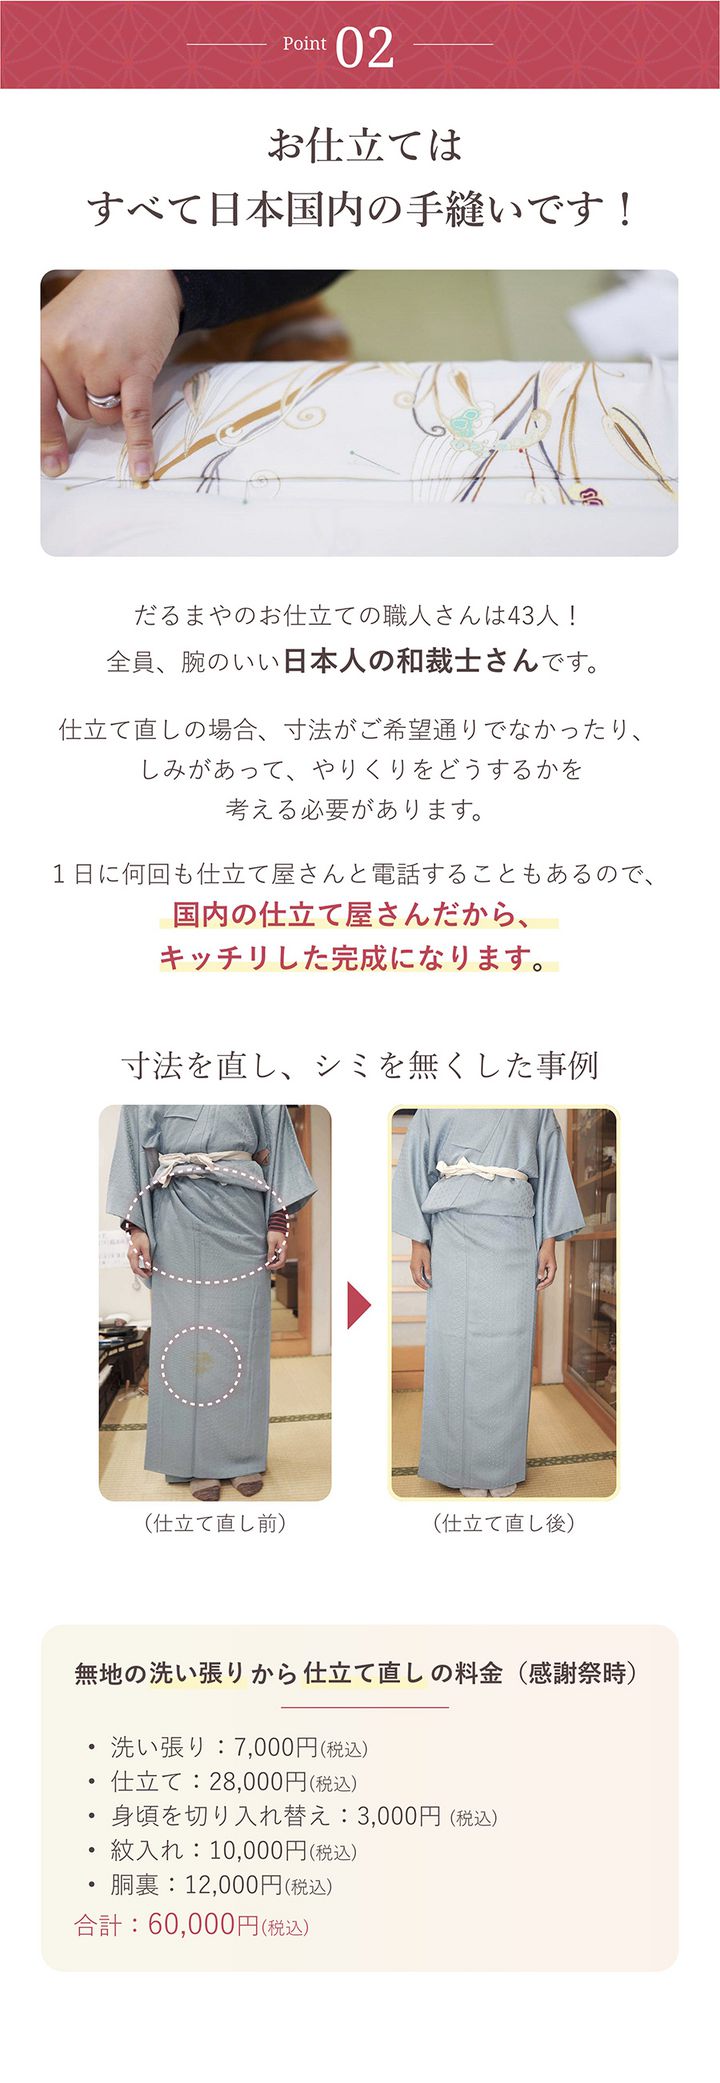 Point 02
お仕立ては
すべて日本国内の手縫いです！
だるまやのお仕立ての職人さんは43人！
全員、腕のいい日本人の和裁士さんです。
仕立て直しの場合、寸法がご希望通りでなかったり、
しみがあって、やりくりをどうするかを
考える必要があります。
１日に何回も仕立て屋さんと電話することもあるので、
国内の仕立て屋さんだから、
キッチリした完成になります。
寸法を直し、シミを無くした事例
（仕立て直し前）
（仕立て直し後）
無地の洗い張りから仕立て直しの料金（感謝祭時）
・ 洗い張り：7,000円(税込)
・ 仕立て：28,000円(税込)
・ 身頃を切り入れ替え：3,000円 (税込)
・ 紋入れ：10,000円(税込)
・ 胴裏：12,000円(税込)
合計：60,000円(税込)